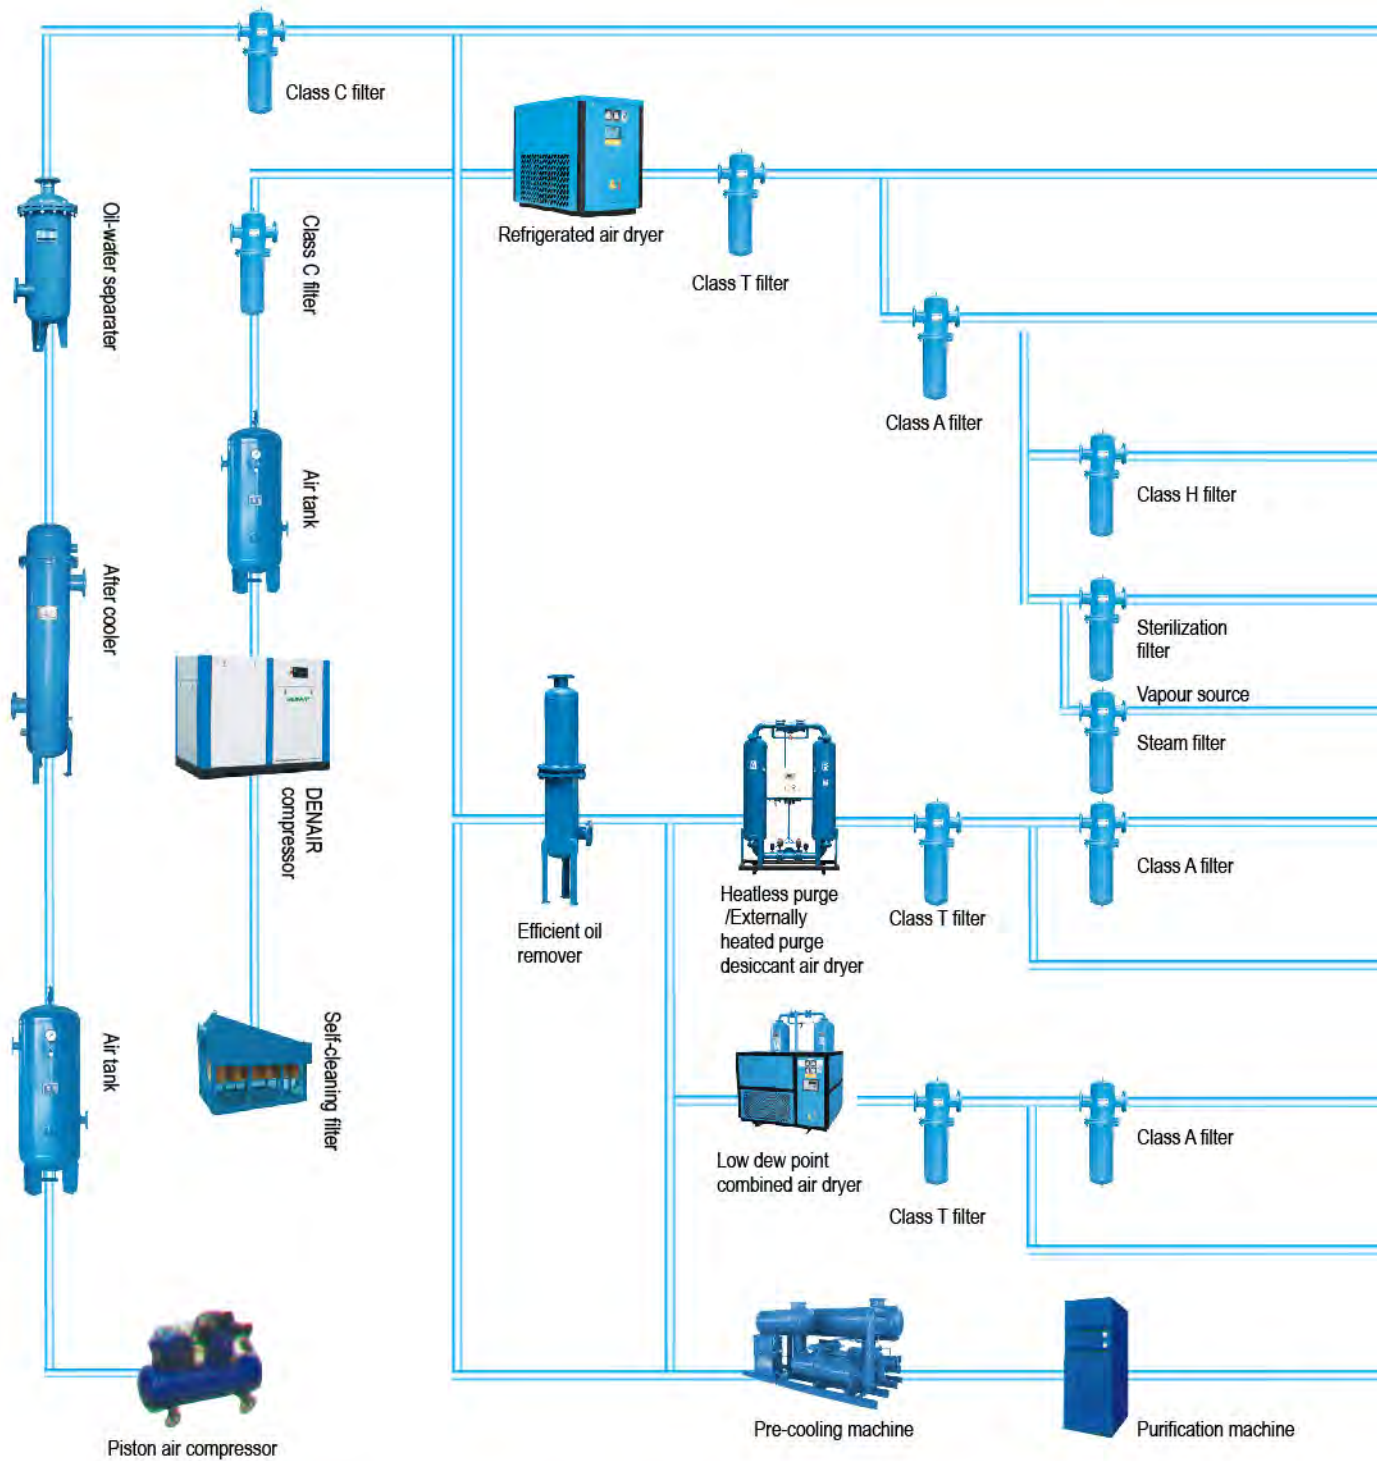 Class C filter
Refrigerated air dryer
Class T filter
Oil-water separater
Class C filter
Class A filter
Class H filter
Air tank
After cooler
Sterilization
filter
Vapour source
Steam filter
DENAIR
compressor
Efficient oil
remover
Heatless purge
/Externally
heated purge
desiccant air dryer
Class T filter
Class A filter
Air tank
Self-cleaning filter
Low dew point
combined air dryer
Class T filter
Class A filter
Piston air compressor
Pre-cooling machine
Purification machine